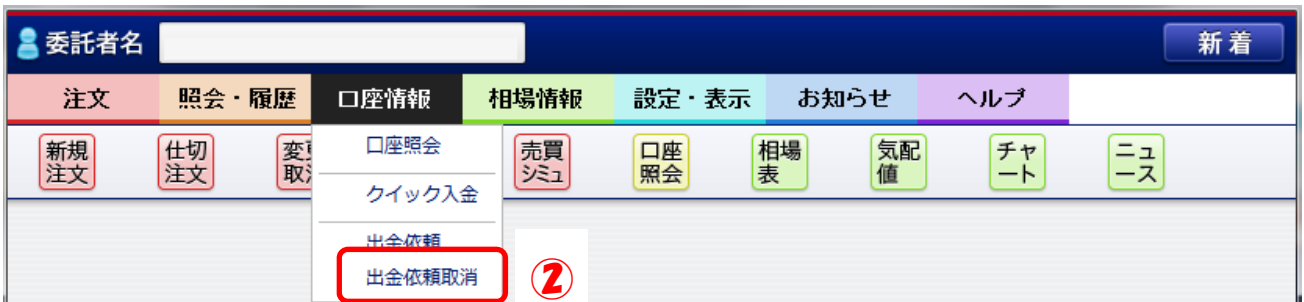 委託者名
新着
注文 照会・履歴 口座情報 相場情報 設定・表示 お知らせ ヘルプ
新規
注文
仕切
注文
変
取
口座照会
クイック入金
出金依頼
出金依頼取消
②
売買
シミュ
口座
照会
相場
表
気配
値
チャ
ート
ニュ
ース